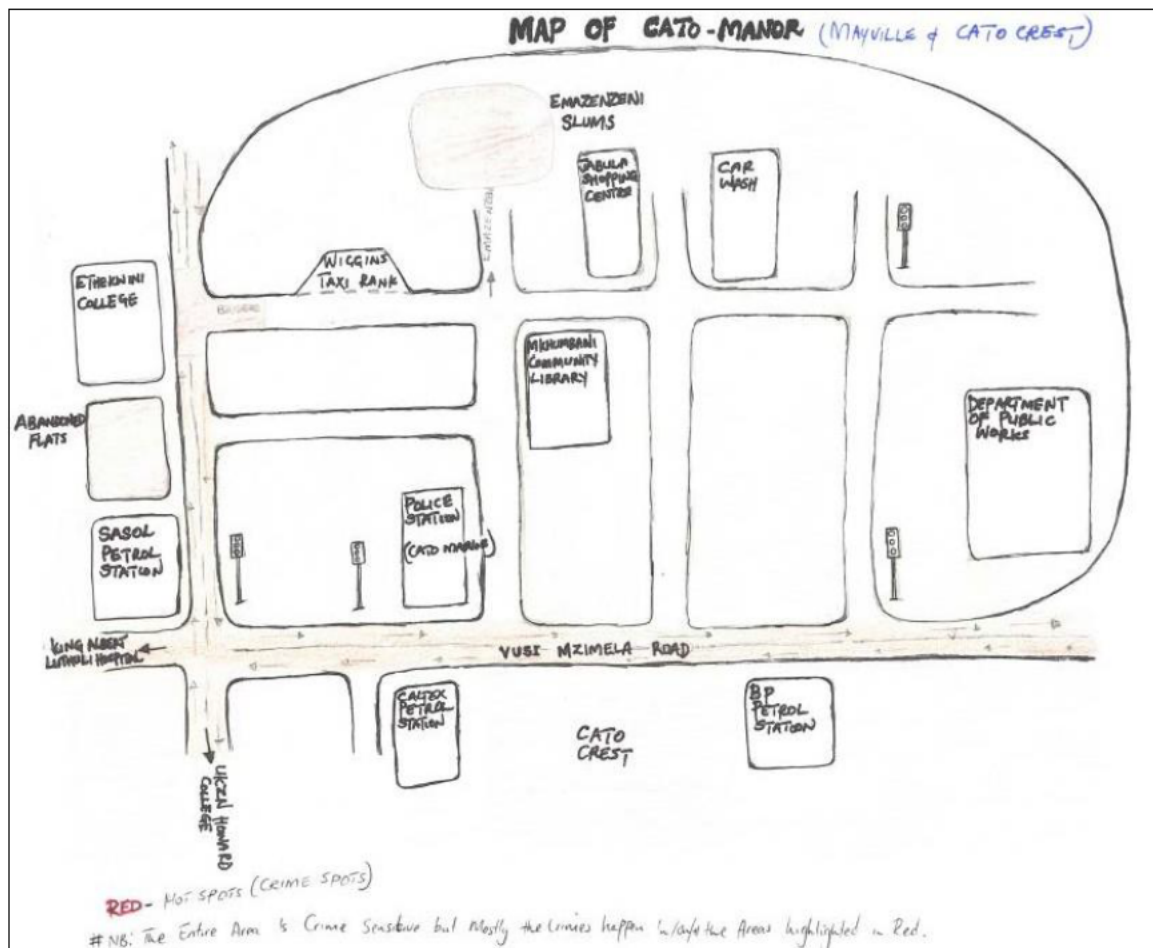 MAP OF CATO-MANOR (MAYVILLE & CATO CREST)
EMAZENZENI
SLUMS
JABULA
SHOPPING
CENTRE
CAR
WASH
EMAZENZENI
WIGGINS
TAXI RANK
ETHEKWINI
COLLEGE
BRIDGE
MKHUMBANI
COMMUNITY
LIBRARY
DEPARTMENT
OF PUBLIC
WORKS
ABANDONED
FLATS
POLICE
STATION
(CATO MANOR)
SASOL
PETROL
STATION
KING ALBERT
LUTHULI HOSPITAL
VUSI MZIMELA ROAD
CALTEX
PETROL
STATION
BP
PETROL
STATION
CATO
CREST
UKZN HOWARD
COLLEGE
RED - HOT SPOTS (CRIME SPOTS)
# NB: The Entire Area is Crime Sensitive but Mostly the Crimes happen the Areas highlighted in Red.